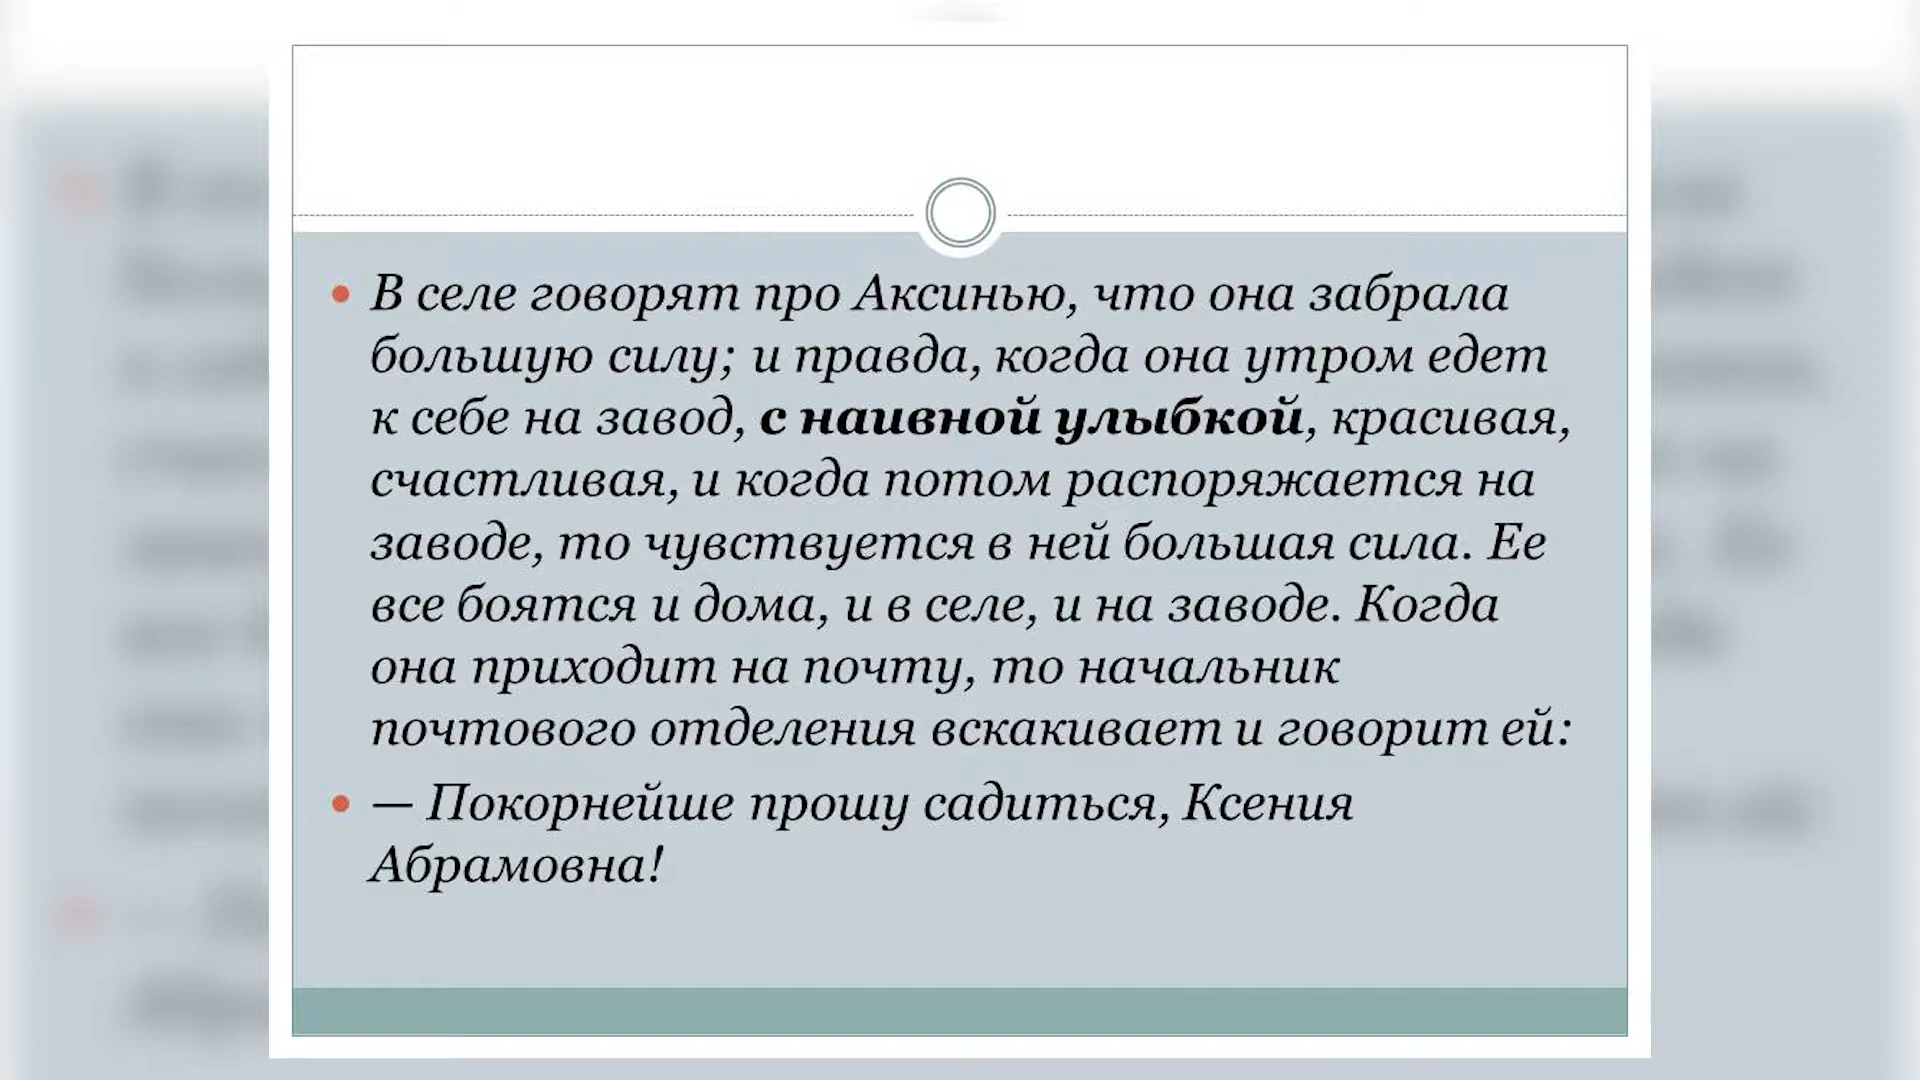 • В селе говорят про Аксинью, что она забрала
большую силу; и правда, когда она утром едет
к себе на завод, с наивной улыбкой, красивая,
счастливая, и когда потом распоряжается на
заводе, то чувствуется в ней большая сила. Ее
все боятся и дома, и в селе, и на заводе. Когда
она приходит на почту, то начальник
почтового отделения вскакивает и говорит ей:
• — Покорнейше прошу садиться, Ксения
Абрамовна!